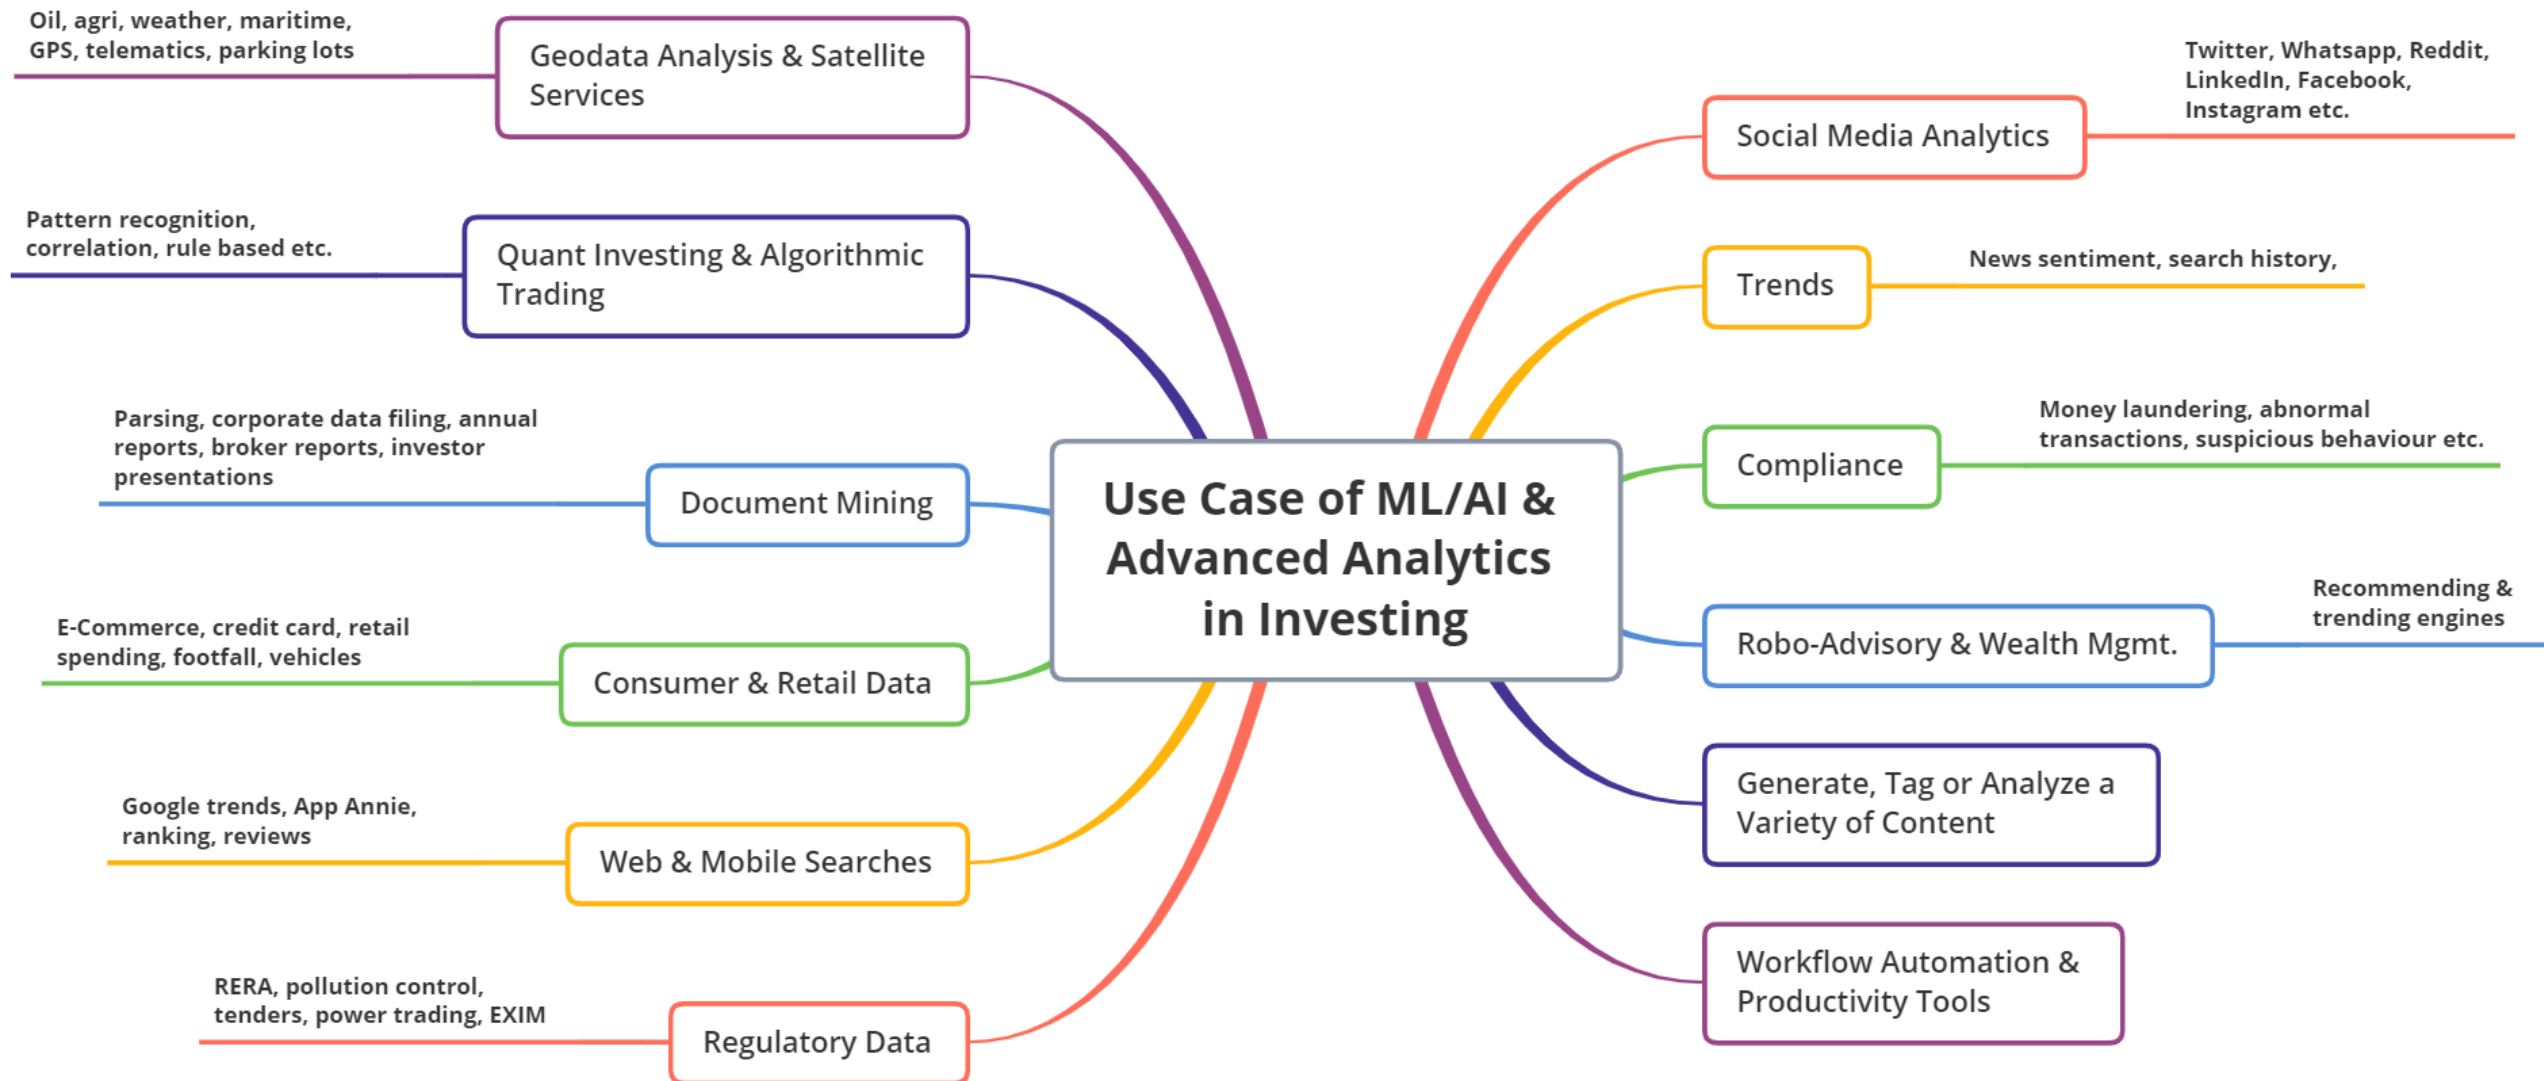 Oil, agri, weather, maritime,
GPS, telematics, parking lots
Geodata Analysis & Satellite
Services
Pattern recognition,
correlation, rule based etc.
Quant Investing & Algorithmic
Trading
Parsing, corporate data filing, annual
reports, broker reports, investor
presentations
Document Mining
E-Commerce, credit card, retail
spending, footfall, vehicles
Consumer & Retail Data
Google trends, App Annie,
ranking, reviews
Web & Mobile Searches
RERA, pollution control,
tenders, power trading, EXIM
Regulatory Data
Use Case of ML/AI &
Advanced Analytics
in Investing
Social Media Analytics
Twitter, Whatsapp, Reddit,
LinkedIn, Facebook,
Instagram etc.
Trends
News sentiment, search history,
Compliance
Money laundering, abnormal
transactions, suspicious behaviour etc.
Robo-Advisory & Wealth Mgmt.
Recommending &
trending engines
Generate, Tag or Analyze a
Variety of Content
Workflow Automation &
Productivity Tools